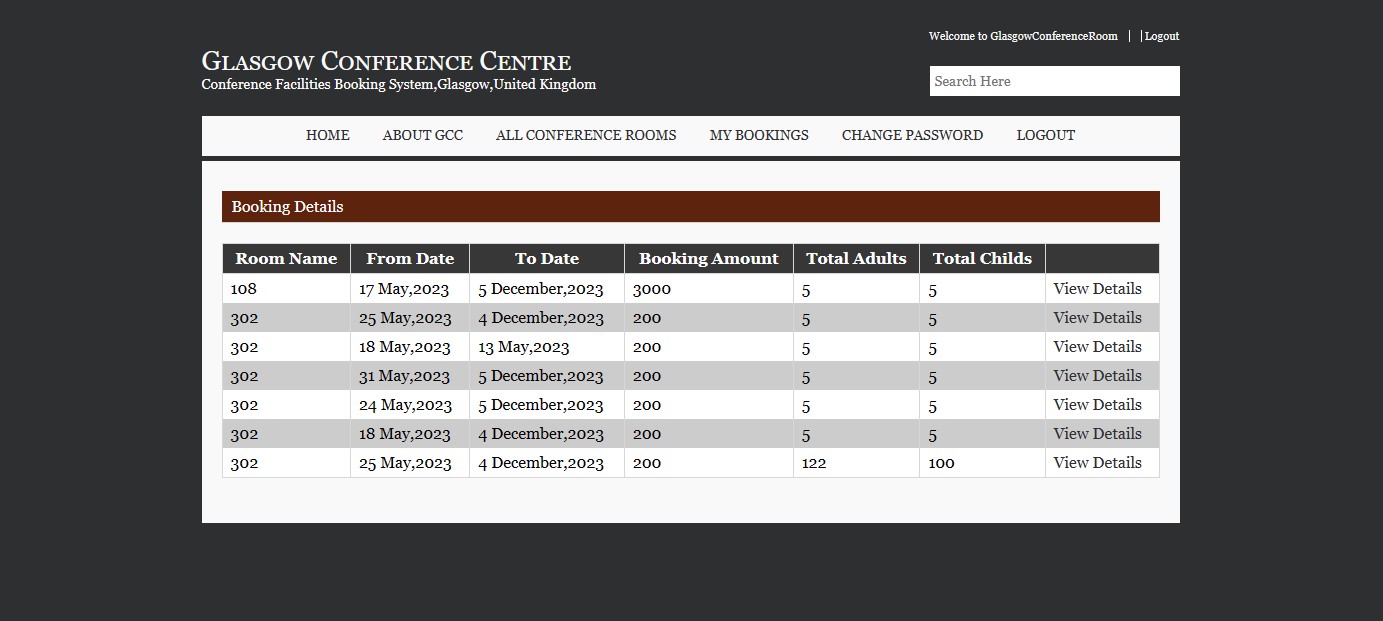 Welcome to GlasgowConferenceRoom | | Logout
Glasgow Conference Centre
Conference Facilities Booking System,Glasgow,United Kingdom
Search Here
HOME ABOUT GCC ALL CONFERENCE ROOMS MY BOOKINGS CHANGE PASSWORD LOGOUT
Booking Details
Room Name From Date To Date Booking Amount Total Adults Total Childs
108 17 May,2023 5 December,2023 3000 5 5 View Details
302 25 May,2023 4 December,2023 200 5 5 View Details
302 18 May,2023 13 May,2023 200 5 5 View Details
302 31 May,2023 5 December,2023 200 5 5 View Details
302 24 May,2023 5 December,2023 200 5 5 View Details
302 18 May,2023 4 December,2023 200 5 5 View Details
302 25 May,2023 4 December,2023 200 122 100 View Details